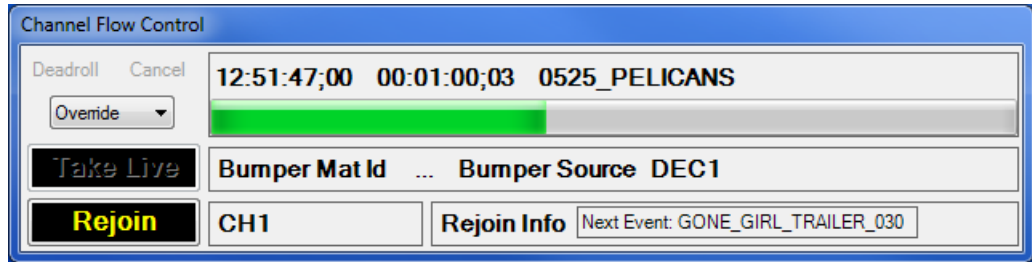 Channel Flow Control
Deadroll Cancel
Override
12:51:47;00 00:01:00;03 0525_PELICANS
Take Live
Bumper Mat Id ... Bumper Source DEC1
Rejoin
CH1
Rejoin Info Next Event: GONE_GIRL_TRAILER_030